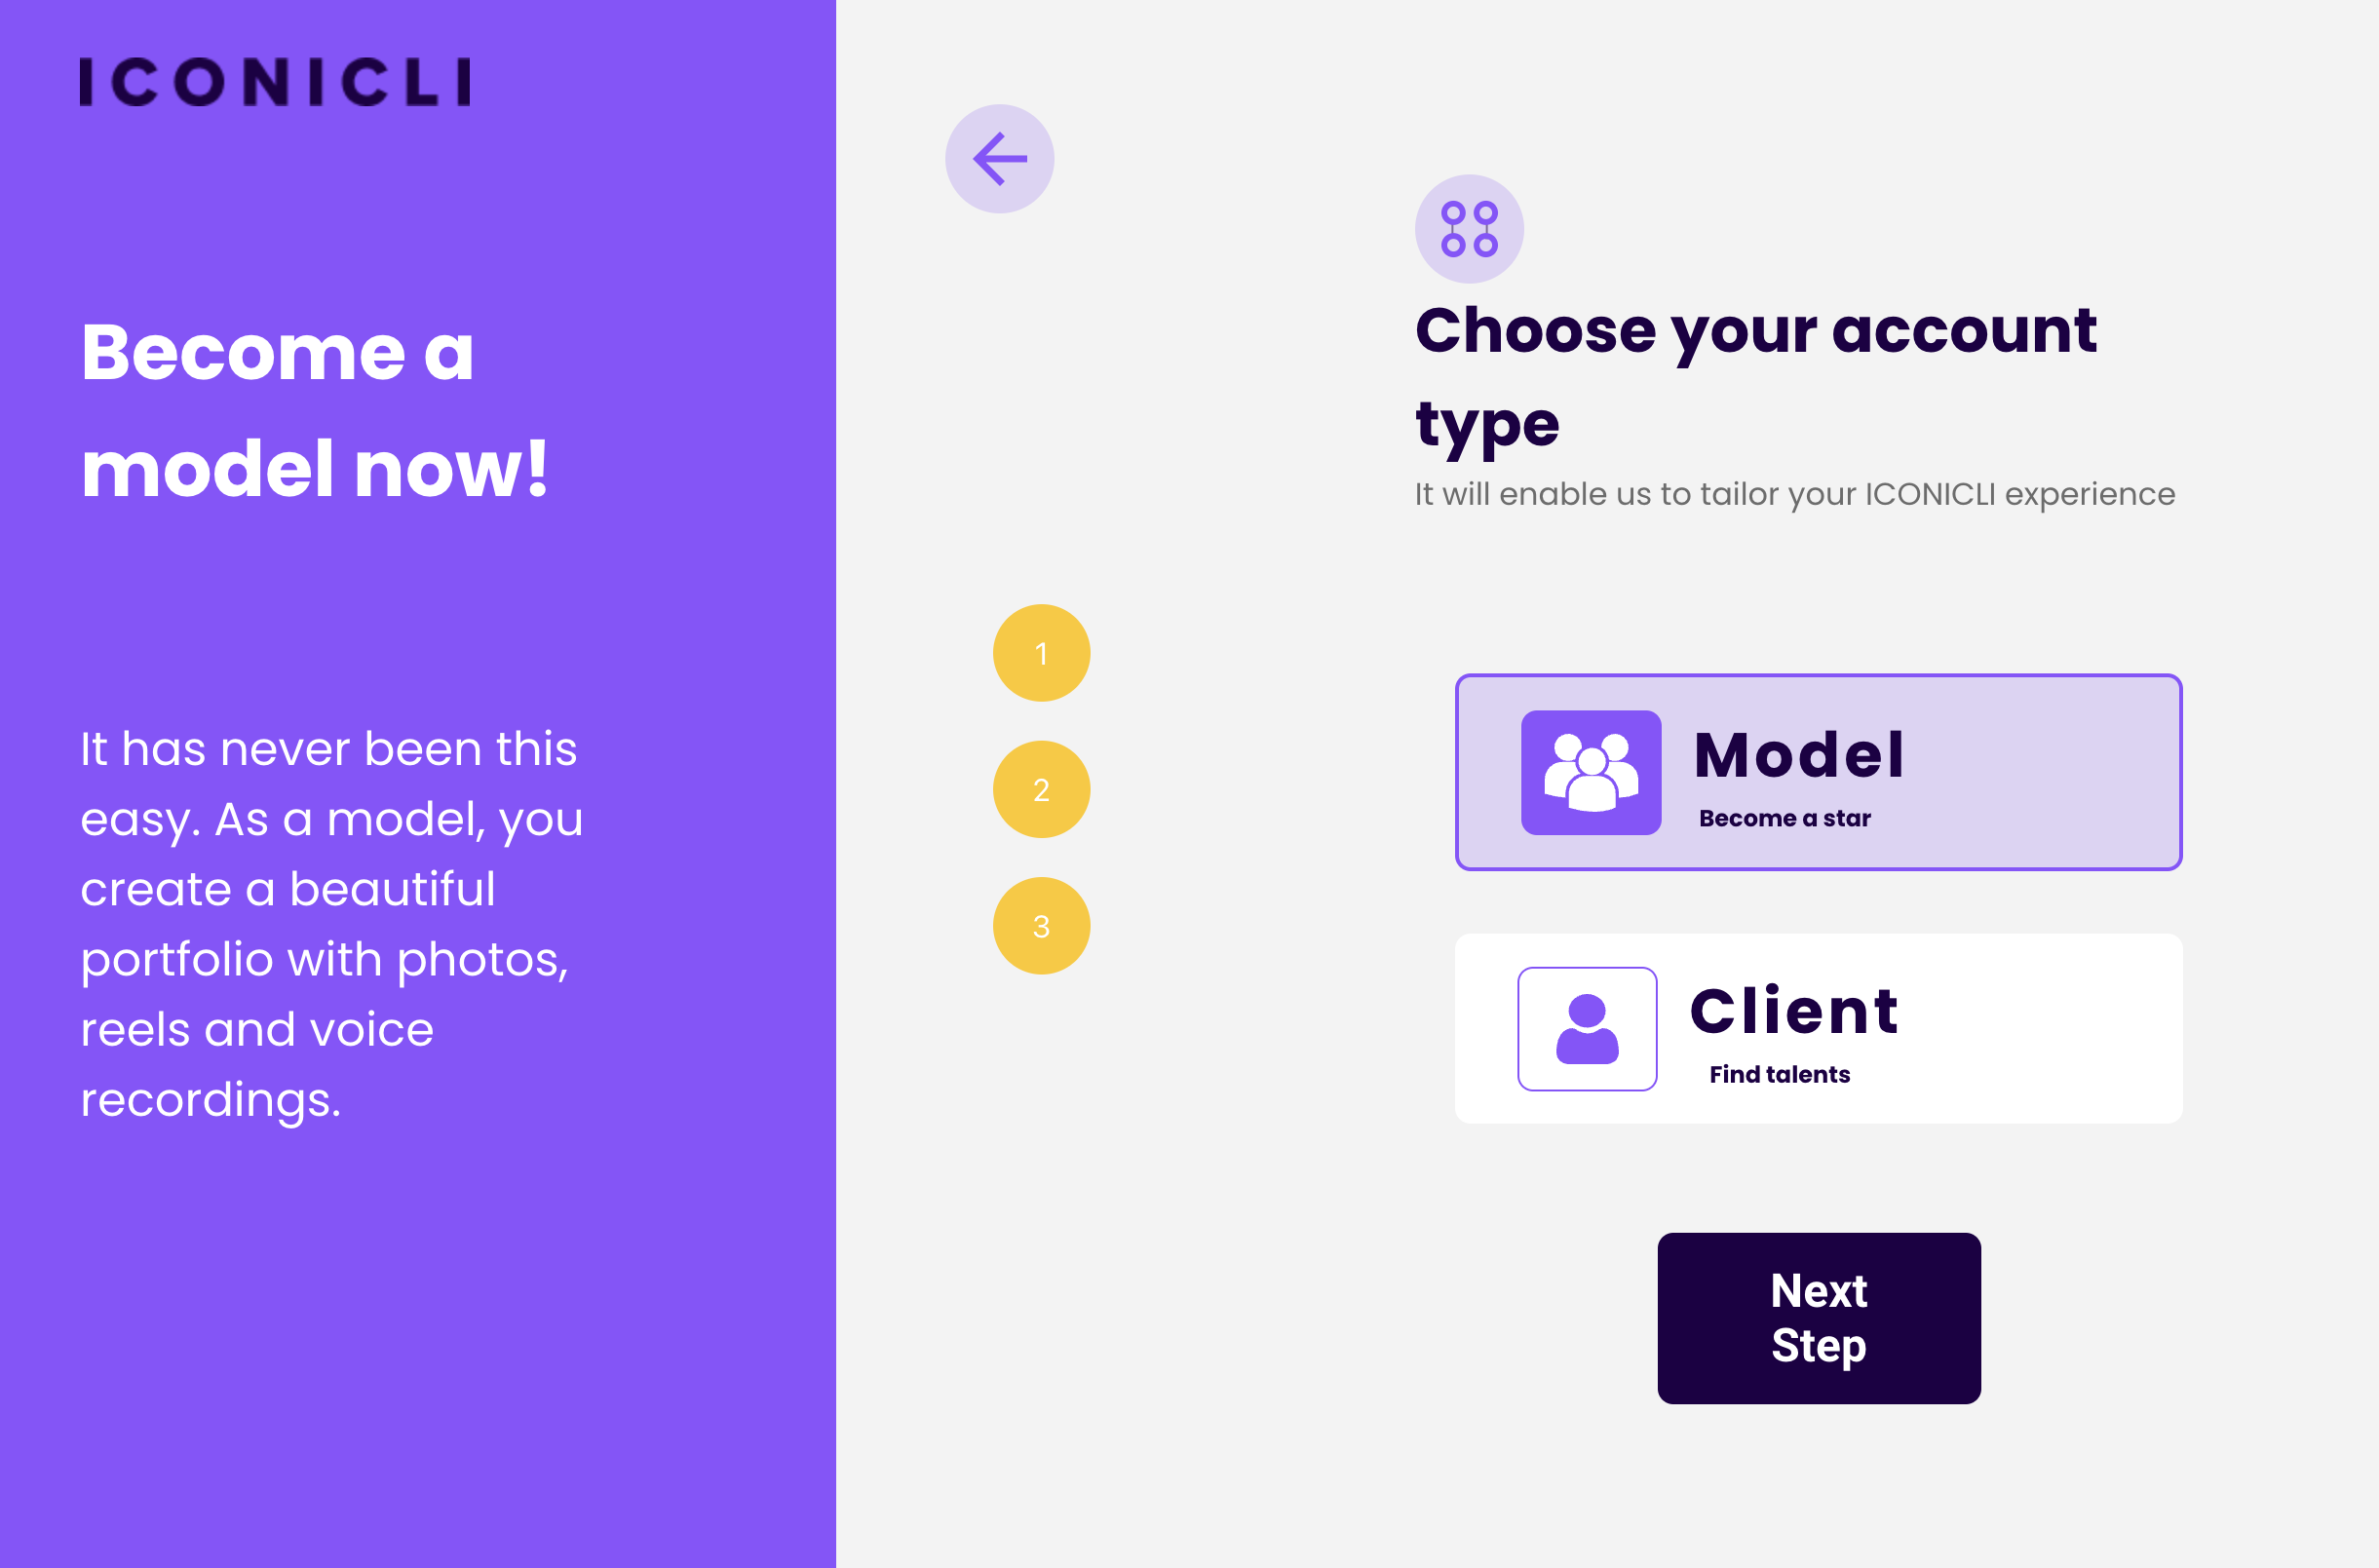 ICONICLI
Become a
model now!
It has never been this
easy. As a model, you
create a beautiful
portfolio with photos,
reels and voice
recordings.
1
2
3
Choose your account
type
It will enable us to tailor your ICONICLI experience
Model
Become a star
Client
Find talents
Next
Step